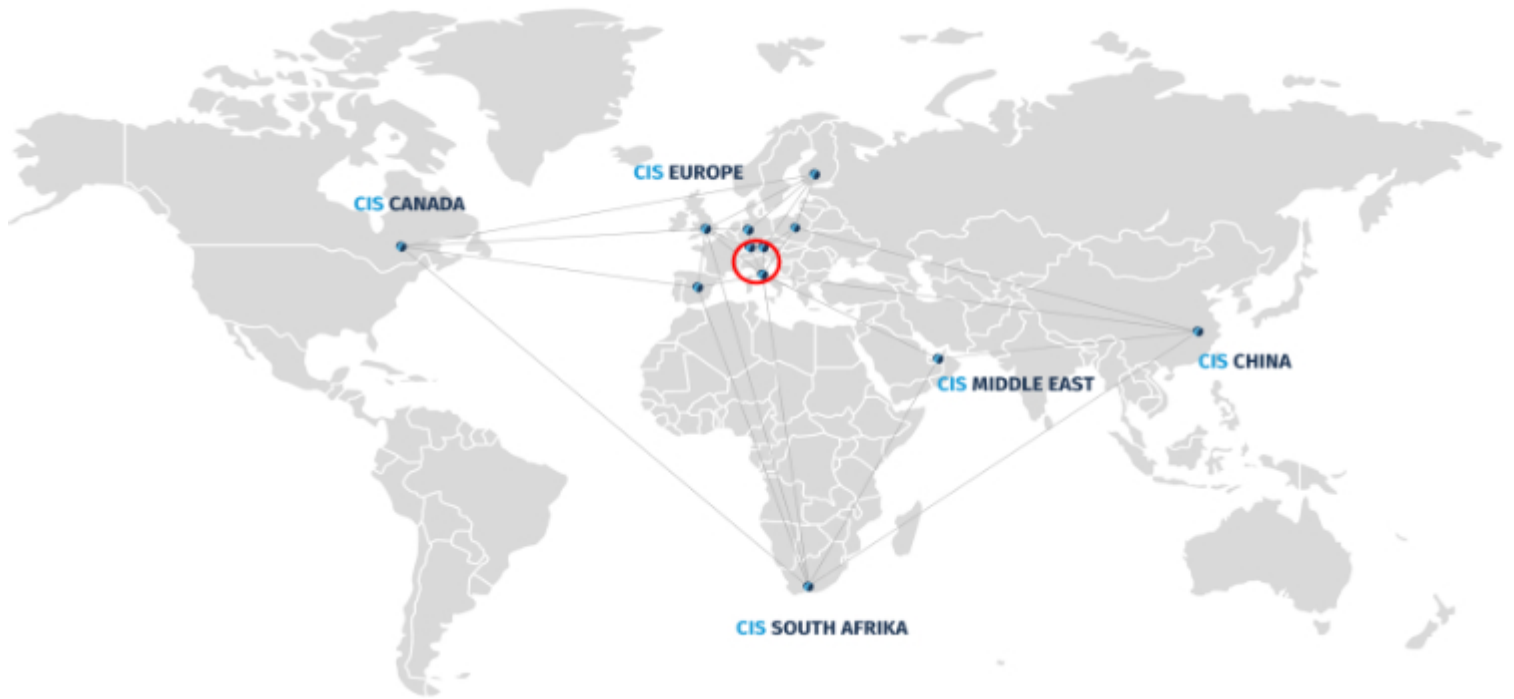 CIS EUROPE
CIS CANADA
CIS CHINA
CIS MIDDLE EAST
CIS SOUTH AFRIKA